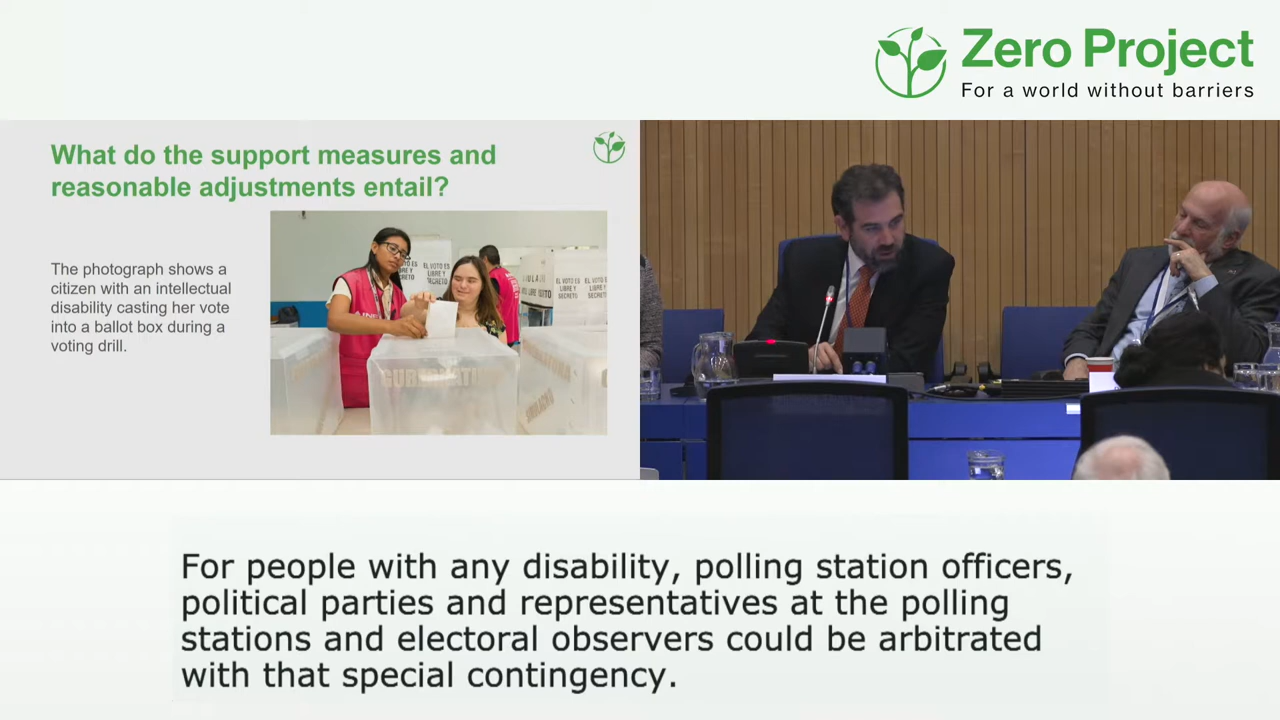 Zero Project
For a world without barriers
What do the support measures and
reasonable adjustments entail?
The photograph shows a
citizen with an intellectual
disability casting her vote
into a ballot box during a
voting drill.
EL VOTO ES
LIBRE Y
SECRETO
For people with any disability, polling station officers,
political parties and representatives at the polling
stations and electoral observers could be arbitrated
with that special contingency.